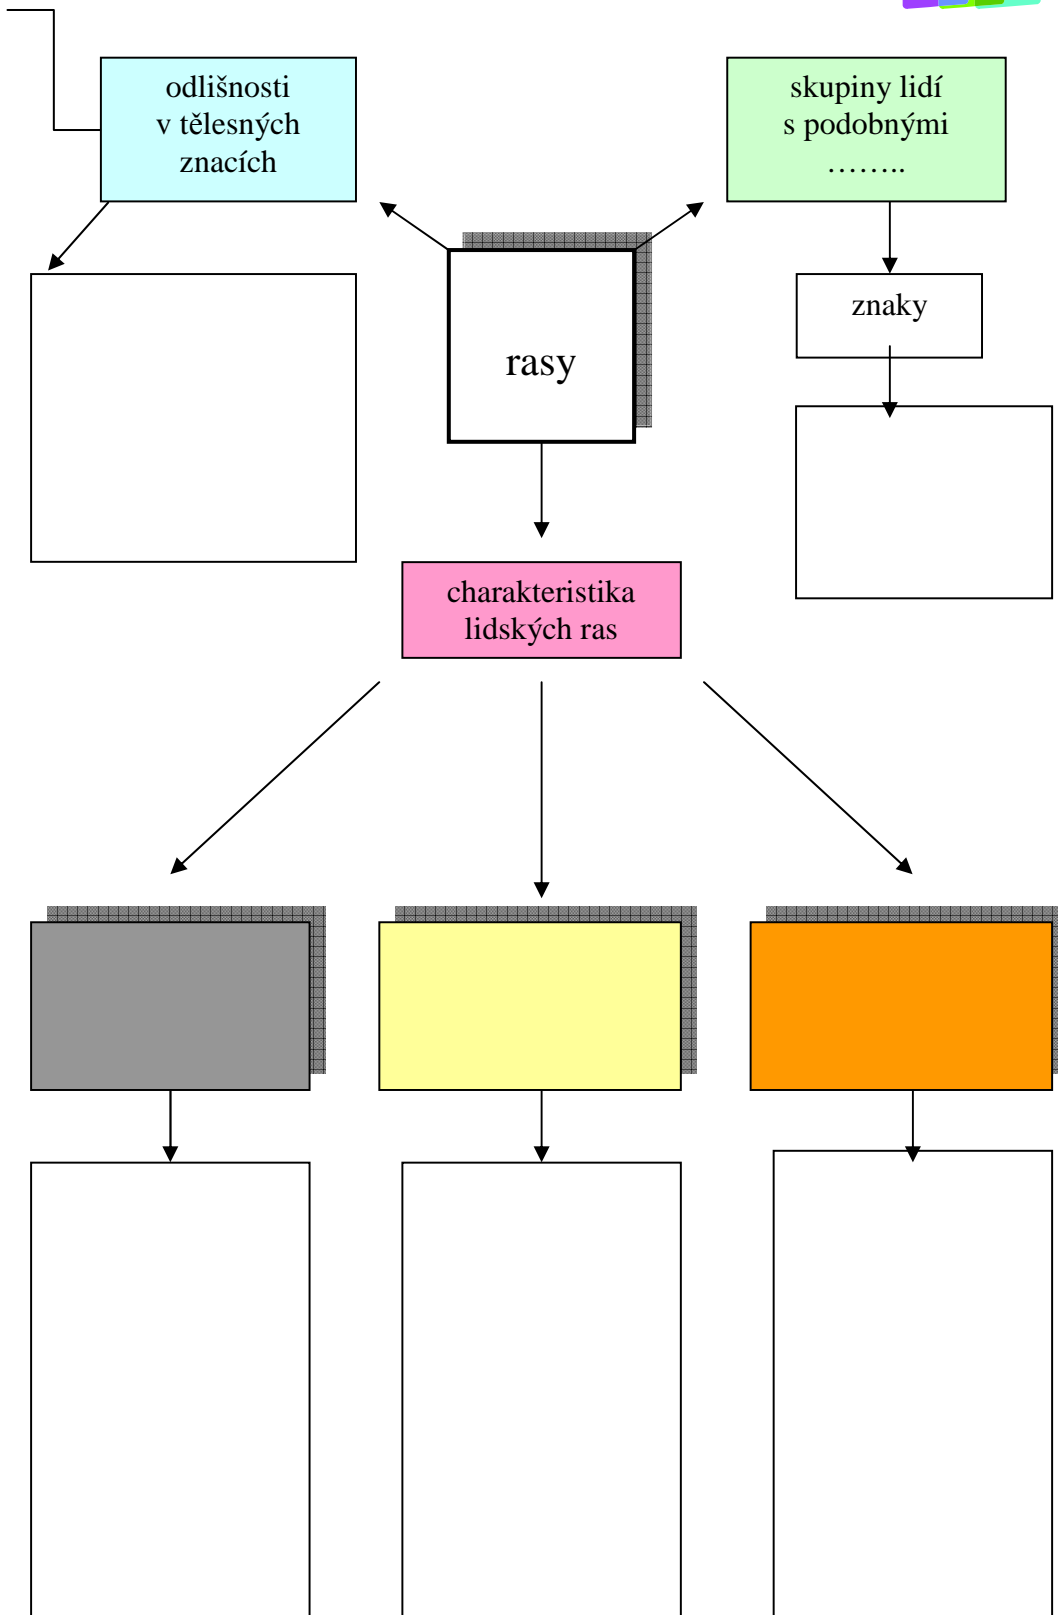 odlišnosti
v tělesných
znacích
skupiny lidí
s podobnými
……..
znaky
rasy
charakteristika
lidských ras